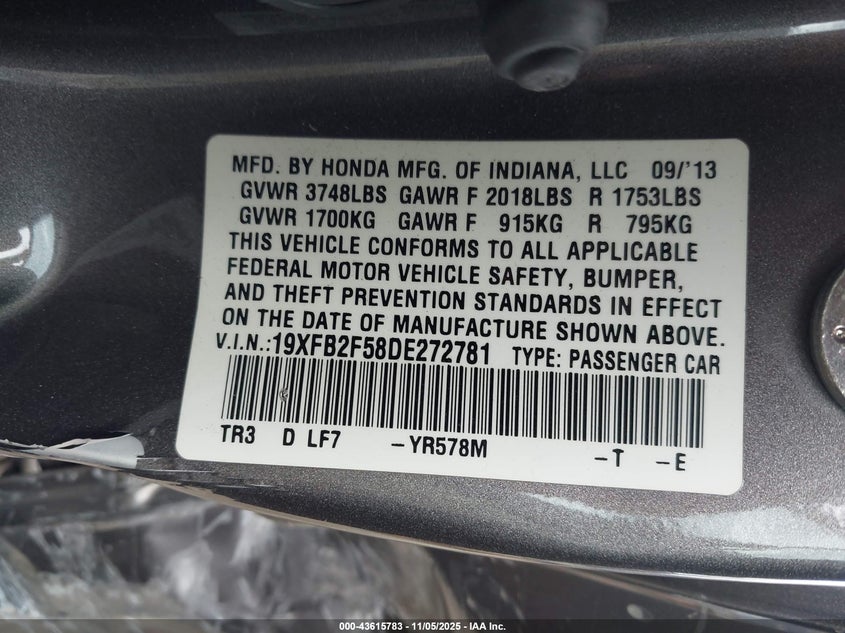 MFD. BY HONDA MFG. OF INDIANA, LLC 09/'13
GVWR 3748LBS GAWR F 2018LBS R 1753LBS
GVWR 1700KG GAWR F 915KG R 795KG
THIS VEHICLE CONFORMS TO ALL APPLICABLE
FEDERAL MOTOR VEHICLE SAFETY, BUMPER,
AND THEFT PREVENTION STANDARDS IN EFFECT
ON THE DATE OF MANUFACTURE SHOWN ABOVE.
V.I.N.:19XFB2F58DE272781 TYPE: PASSENGER CAR
TR3 D LF7 -YR578M -T -E
000-43615783 - 11/05/2025 - IAA Inc.